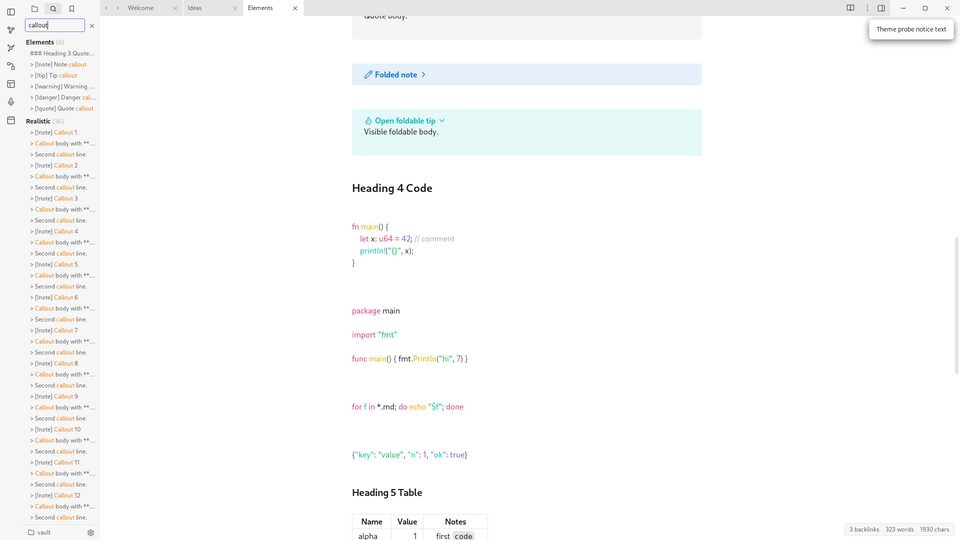 Welcome
Ideas
Elements
callout
Elements (6)
### Heading 3 Quote...
> [!note] Note callout
> [!tip] Tip callout
> [!warning] Warning ...
> [!danger] Danger cal...
> [!quote] Quote callout
Realistic (36)
> [!note] Callout 1
> Callout body with **...
> Second callout line.
> [!note] Callout 2
> Callout body with **...
> Second callout line.
> [!note] Callout 3
> Callout body with **...
> Second callout line.
> [!note] Callout 4
> Callout body with **...
> Second callout line.
> [!note] Callout 5
> Callout body with **...
> Second callout line.
> [!note] Callout 6
> Callout body with **...
> Second callout line.
> [!note] Callout 7
> Callout body with **...
> Second callout line.
> [!note] Callout 8
> Callout body with **...
> Second callout line.
> [!note] Callout 9
> Callout body with **...
> Second callout line.
> [!note] Callout 10
> Callout body with **...
> Second callout line.
> [!note] Callout 11
> Callout body with **...
> Second callout line.
> [!note] Callout 12
> Callout body with **...
> Second callout line.
vault
Quote body.
Folded note
Open foldable tip
Visible foldable body.
Heading 4 Code
fn main() {
    let x: u64 = 42; // comment
    println!("{}", x);
}
package main
import "fmt"
func main() { fmt.Println("hi", 7) }
for f in *.md; do echo "$f"; done
{"key": "value", "n": 1, "ok": true}
Heading 5 Table
Name Value Notes
alpha 1 first code
Theme probe notice text
3 backlinks 323 words 1930 chars